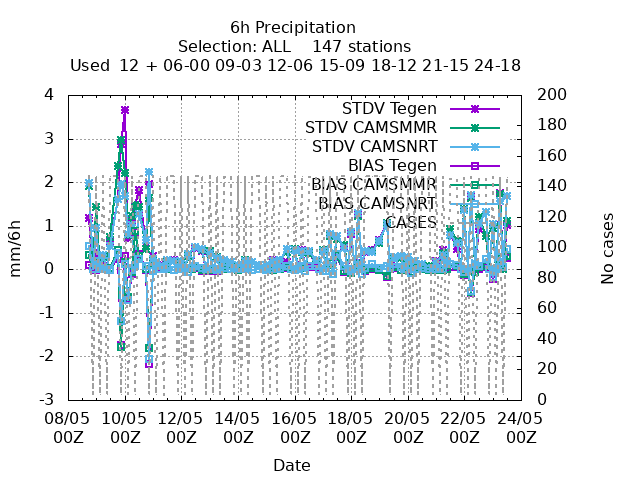 6h Precipitation
Selection: ALL 147 stations
Used 12 + 06-00 09-03 12-06 15-09 18-12 21-15 24-18
4
3
2
1
0
-1
-2
-3
mm/6h
200
180
160
140
120
100
80
60
40
20
0
No cases
STDV Tegen
STDV CAMSMMR
STDV CAMSNRT
BIAS Tegen
BIAS CAMSMMR
BIAS CAMSNRT
CASES
08/05 10/05 12/05 14/05 16/05 18/05 20/05 22/05 24/05
00Z 00Z 00Z 00Z 00Z 00Z 00Z 00Z 00Z
Date